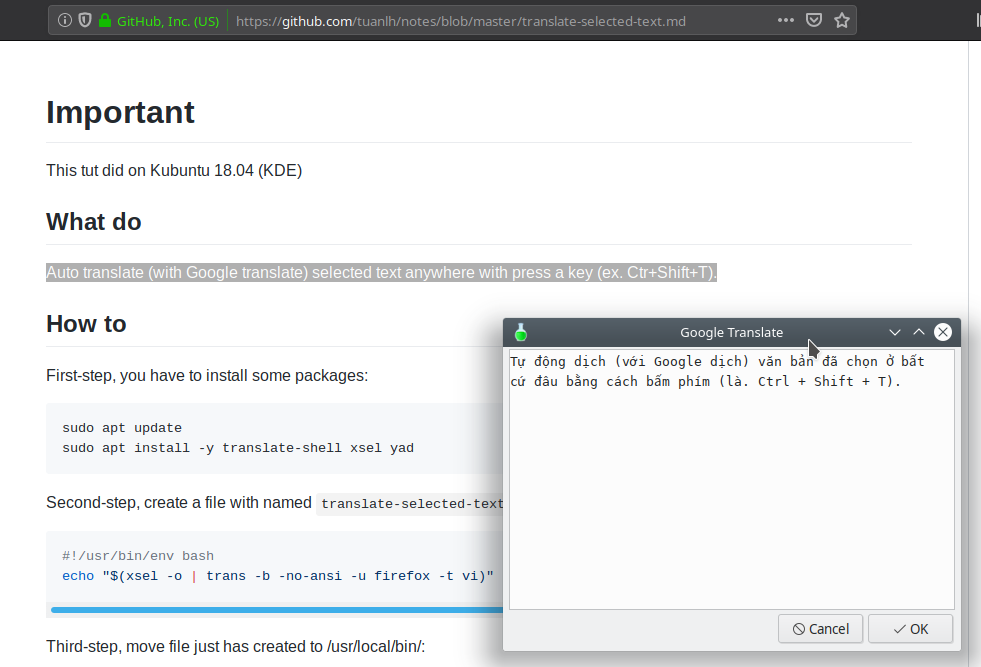 GitHub, Inc. (US) https://github.com/tuanlh/notes/blob/master/translate-selected-text.md
Important
This tut did on Kubuntu 18.04 (KDE)
What do
Auto translate (with Google translate) selected text anywhere with press a key (ex. Ctr+Shift+T).
How to
First-step, you have to install some packages:
sudo apt update
sudo apt install -y translate-shell xsel yad
Second-step, create a file with named translate-selected-text
#!/usr/bin/env bash
echo "$(xsel -o | trans -b -no-ansi -u firefox -t vi)"
Third-step, move file just has created to /usr/local/bin/:
Google Translate
Tự động dịch (với Google dịch) văn bản đã chọn ở bất
cứ đâu bằng cách bấm phím (là. Ctrl + Shift + T).
Cancel OK